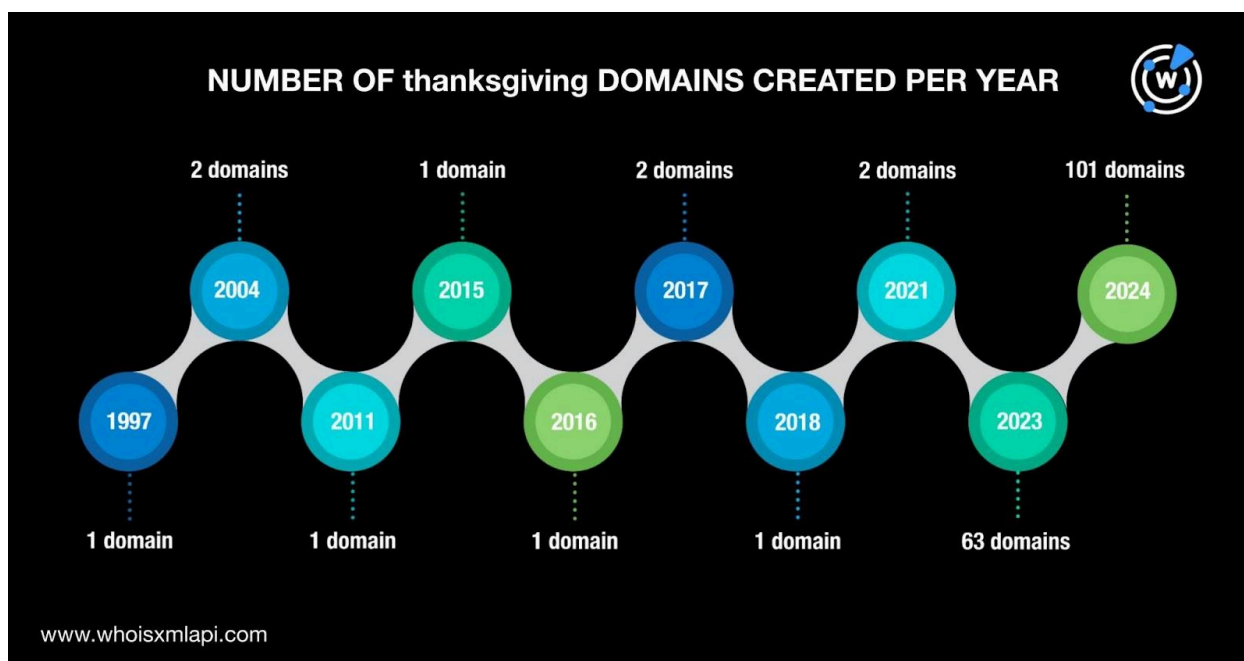 NUMBER OF thanksgiving DOMAINS CREATED PER YEAR
W
2 domains
1 domain
2 domains
2 domains
101 domains
2004
2015
2017
2021
2024
1997
2011
2016
2018
2023
1 domain
1 domain
1 domain
1 domain
63 domains
www.whoisxmlapi.com